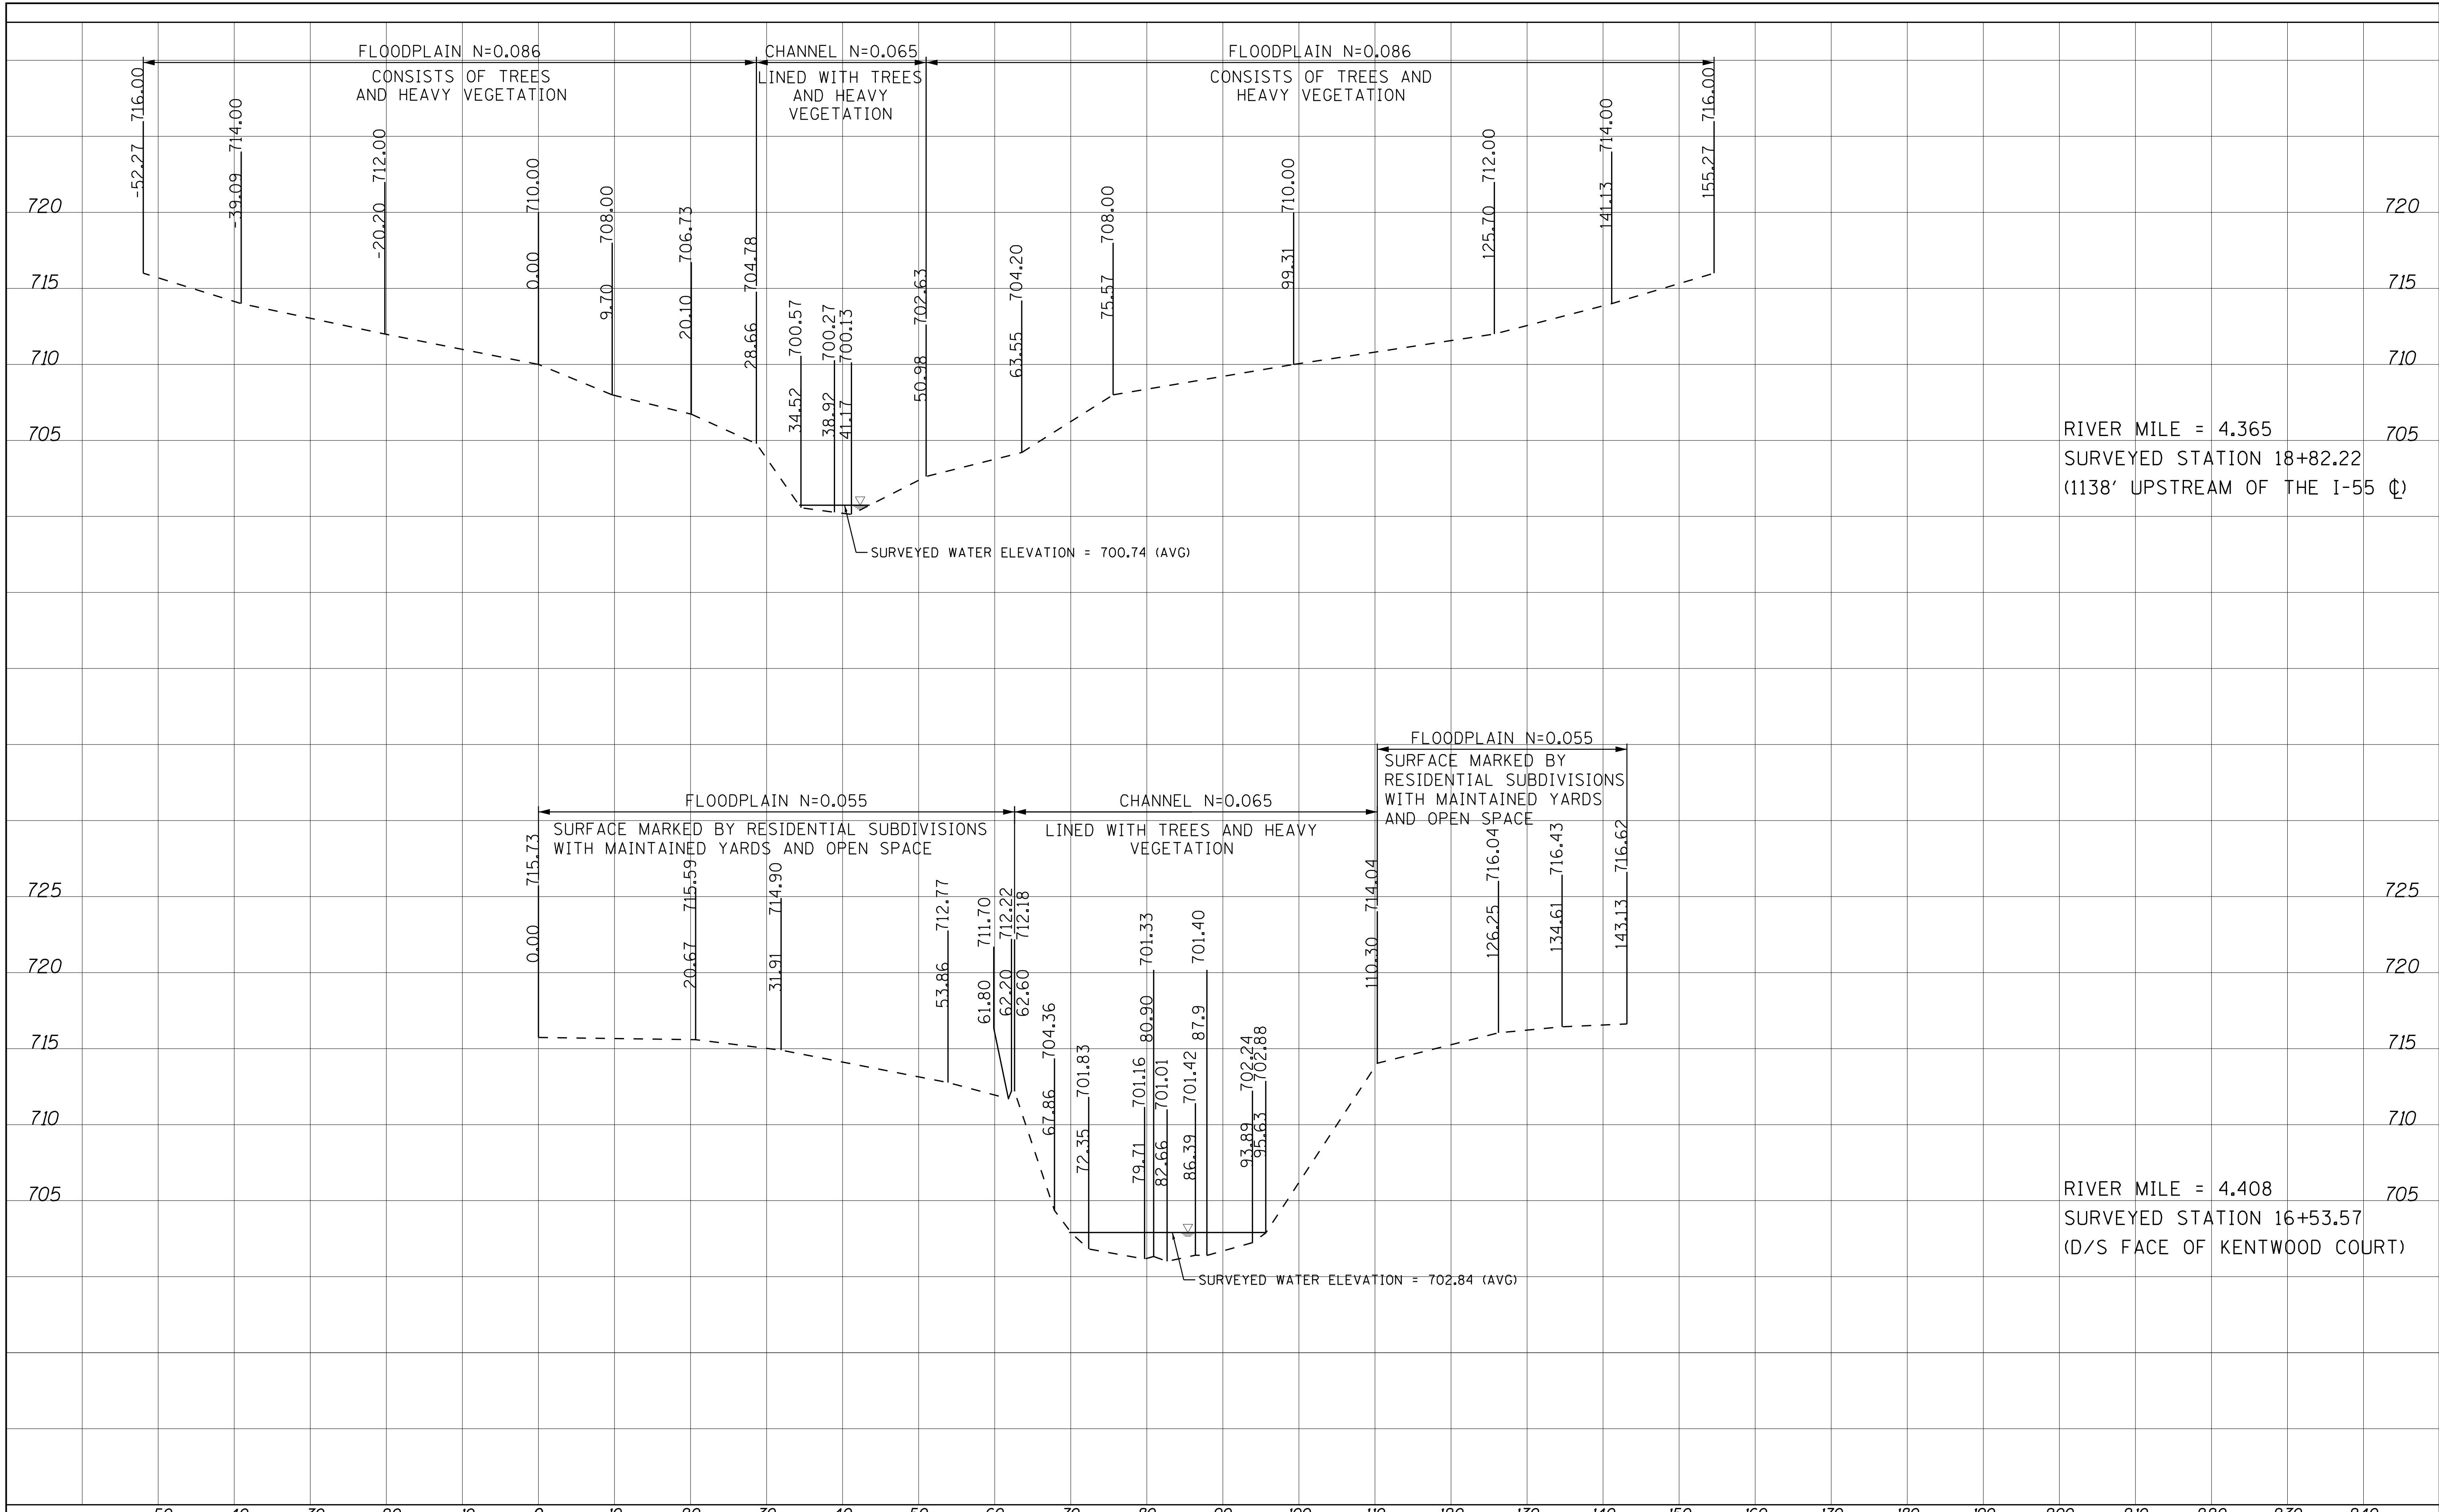 FLOODPLAIN N=0.086
CONSISTS OF TREES
AND HEAVY VEGETATION
CHANNEL N=0.065
LINED WITH TREES
AND HEAVY
VEGETATION
FLOODPLAIN N=0.086
CONSISTS OF TREES AND
HEAVY VEGETATION
-52.27 716.00
-39.09 714.00
-20.20 712.00
0.00 710.00
9.70 708.00
20.10 706.73
28.66 704.78
34.52 700.57
38.92 700.27
41.17 700.13
50.98 702.63
63.55 704.20
75.57 708.00
99.31 710.00
125.70 712.00
141.13 714.00
155.27 716.00
720 720
715 715
710 710
705 705
RIVER MILE = 4.365
SURVEYED STATION 18+82.22
(1138' UPSTREAM OF THE I-55 ℄)
SURVEYED WATER ELEVATION = 700.74 (AVG)
FLOODPLAIN N=0.055
SURFACE MARKED BY RESIDENTIAL SUBDIVISIONS
WITH MAINTAINED YARDS AND OPEN SPACE
CHANNEL N=0.065
LINED WITH TREES AND HEAVY
VEGETATION
FLOODPLAIN N=0.055
SURFACE MARKED BY
RESIDENTIAL SUBDIVISIONS
WITH MAINTAINED YARDS
AND OPEN SPACE
0.00 715.73
20.67 715.59
31.91 714.90
53.86 712.77
61.80 711.70
62.20 712.22
62.60 712.18
67.86 704.36
72.35 701.83
79.71 701.16
80.90 701.33
82.66 701.01
86.39 701.42
87.9 701.40
93.89 702.24
95.63 702.88
110.30 714.04
126.25 716.04
134.61 716.43
143.13 716.62
725 725
720 720
715 715
710 710
705 705
RIVER MILE = 4.408
SURVEYED STATION 16+53.57
(D/S FACE OF KENTWOOD COURT)
SURVEYED WATER ELEVATION = 702.84 (AVG)